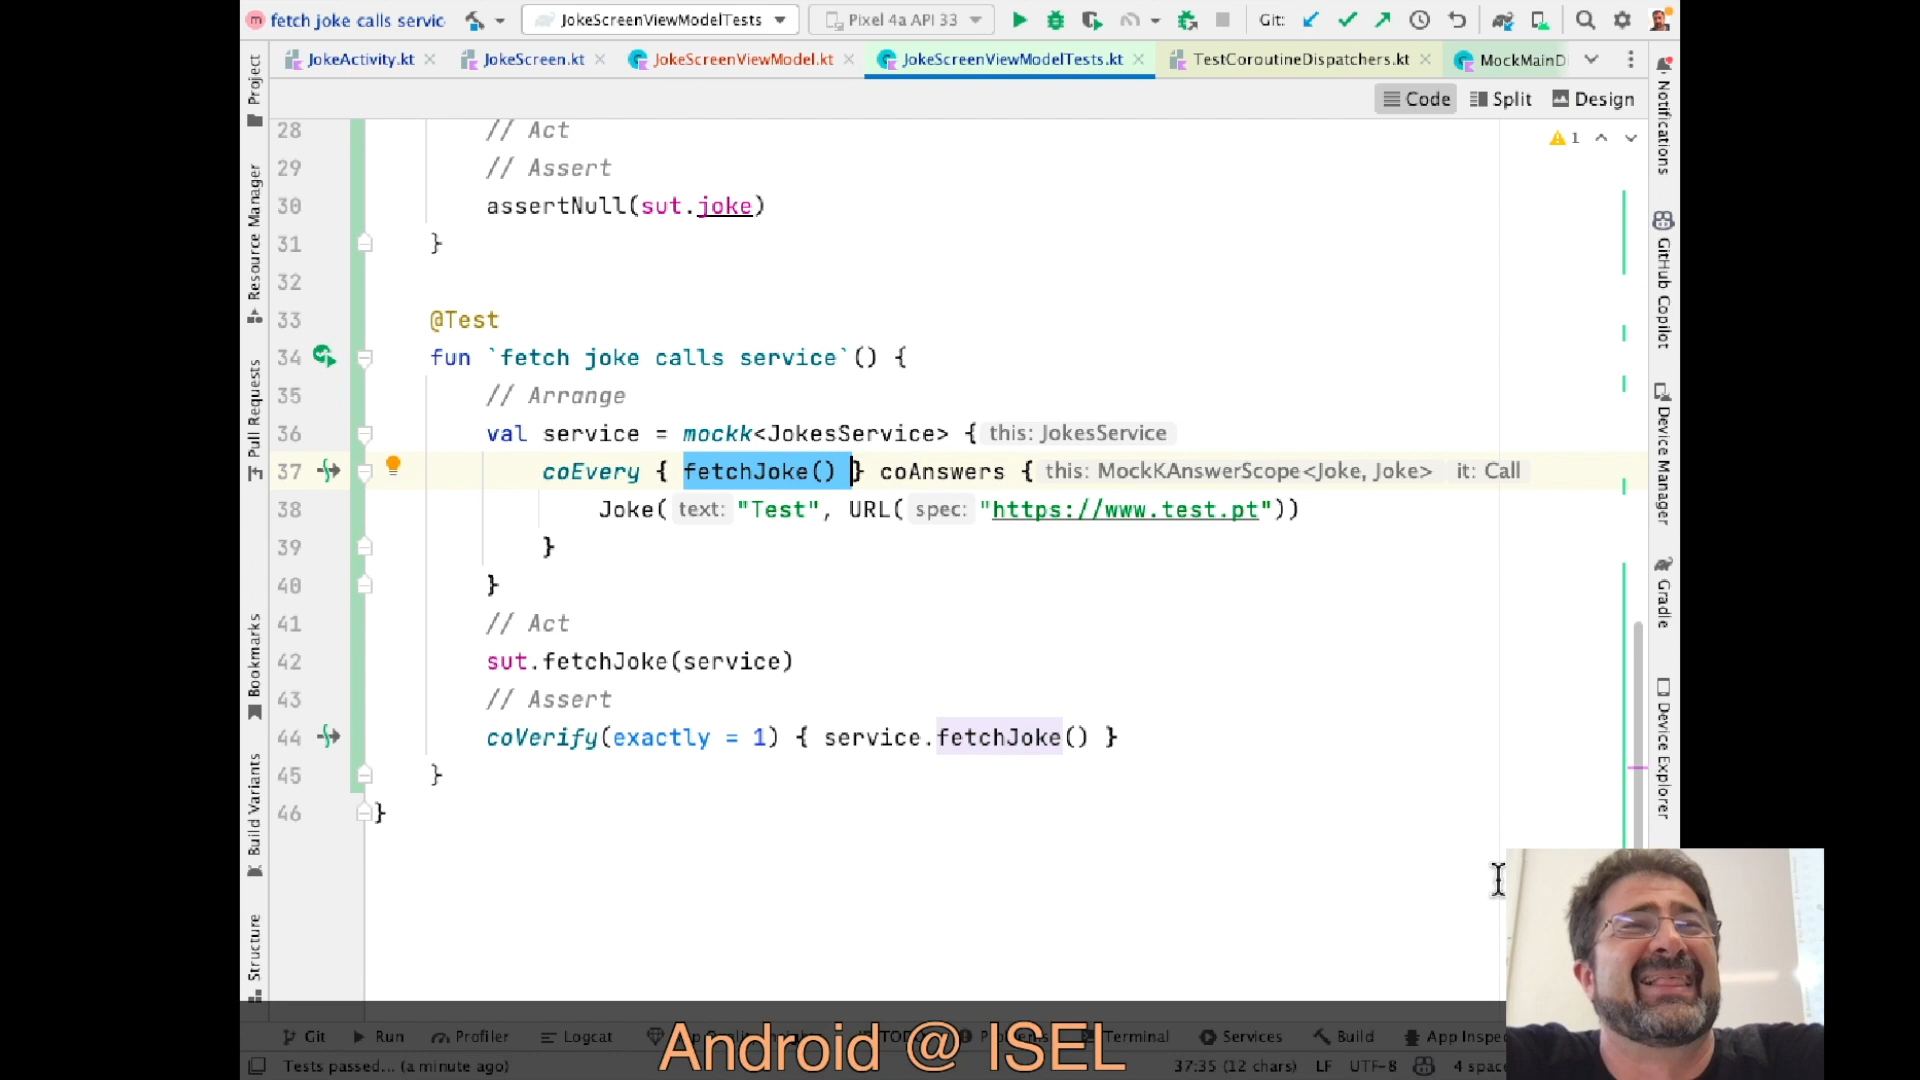 fetch joke calls servic
JokeScreenViewModelTests
Pixel 4a API 33
Git:
JokeActivity.kt
JokeScreen.kt
JokeScreenViewModel.kt
JokeScreenViewModelTests.kt
TestCoroutineDispatchers.kt
MockMainD
Code
Split
Design
Project
Resource Manager
Pull Requests
Bookmarks
Build Variants
Structure
28 // Act
29 // Assert
30 assertNull(sut.joke)
31 }
32
33 @Test
34 fun `fetch joke calls service`() {
35 // Arrange
36 val service = mockk<JokesService> { this: JokesService
37 coEvery { fetchJoke() } coAnswers { this: MockKAnswerScope<Joke, Joke> it: Call
38 Joke( text: "Test", URL( spec: "https://www.test.pt"))
39 }
40 }
41 // Act
42 sut.fetchJoke(service)
43 // Assert
44 coVerify(exactly = 1) { service.fetchJoke() }
45 }
46 }
1
Notifications
GitHub Copilot
Device Manager
Gradle
Device Explorer
Git
Run
Profiler
Logcat
Terminal
Services
Build
App Inspe
Android @ ISEL
Tests passed... (a minute ago)
37:35 (12 chars)
LF
UTF-8
4 spac